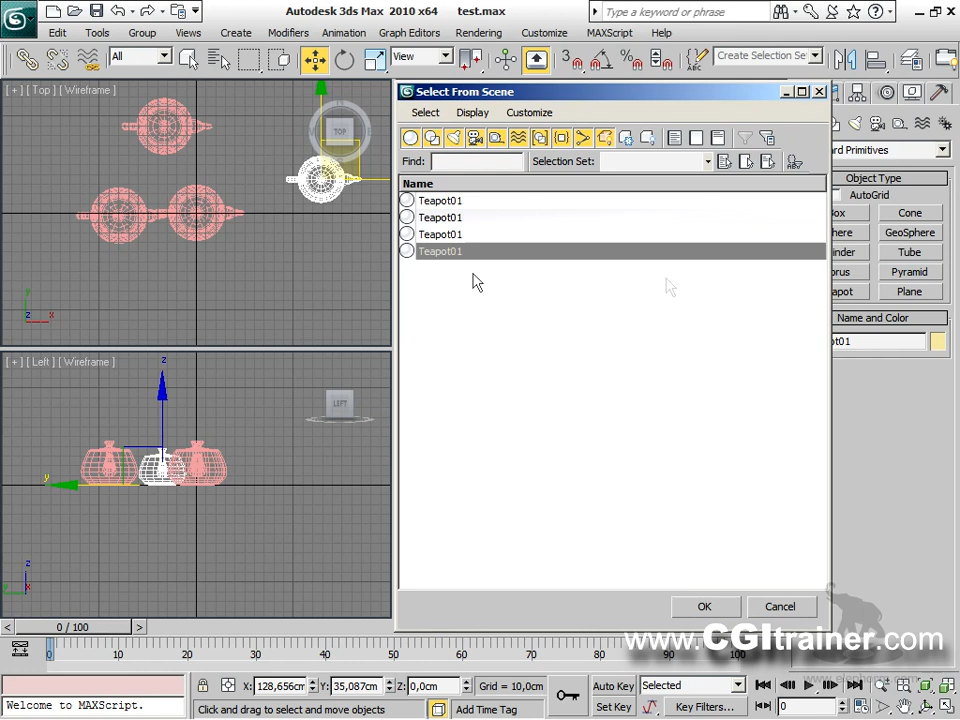 Autodesk 3ds Max 2010 x64 test.max
Type a keyword or phrase
Edit Tools Group Views Create Modifiers Animation Graph Editors Rendering Customize MAXScript Help
All
View
3
Create Selection Se
[ + ] [ Top ] [ Wireframe ]
TOP
y
z x
[ + ] [ Left ] [ Wireframe ]
LEFT
z
y
z
y x
Select From Scene
Select Display Customize
Find:
Selection Set:
Name
Teapot01
Teapot01
Teapot01
Teapot01
OK
Cancel
rd Primitives
Object Type
AutoGrid
Box Cone
here GeoSphere
inder Tube
orus Pyramid
apot Plane
Name and Color
ot01
www.CGItrainer.com
< 0 / 100 >
0 10 20 30 40 50 60 70 80 90 100
X: 128,656cm Y: 35,087cm Z: 0,0cm Grid = 10,0cm
Auto Key Selected
Set Key Key Filters...
0
Welcome to MAXScript.
Click and drag to select and move objects
Add Time Tag